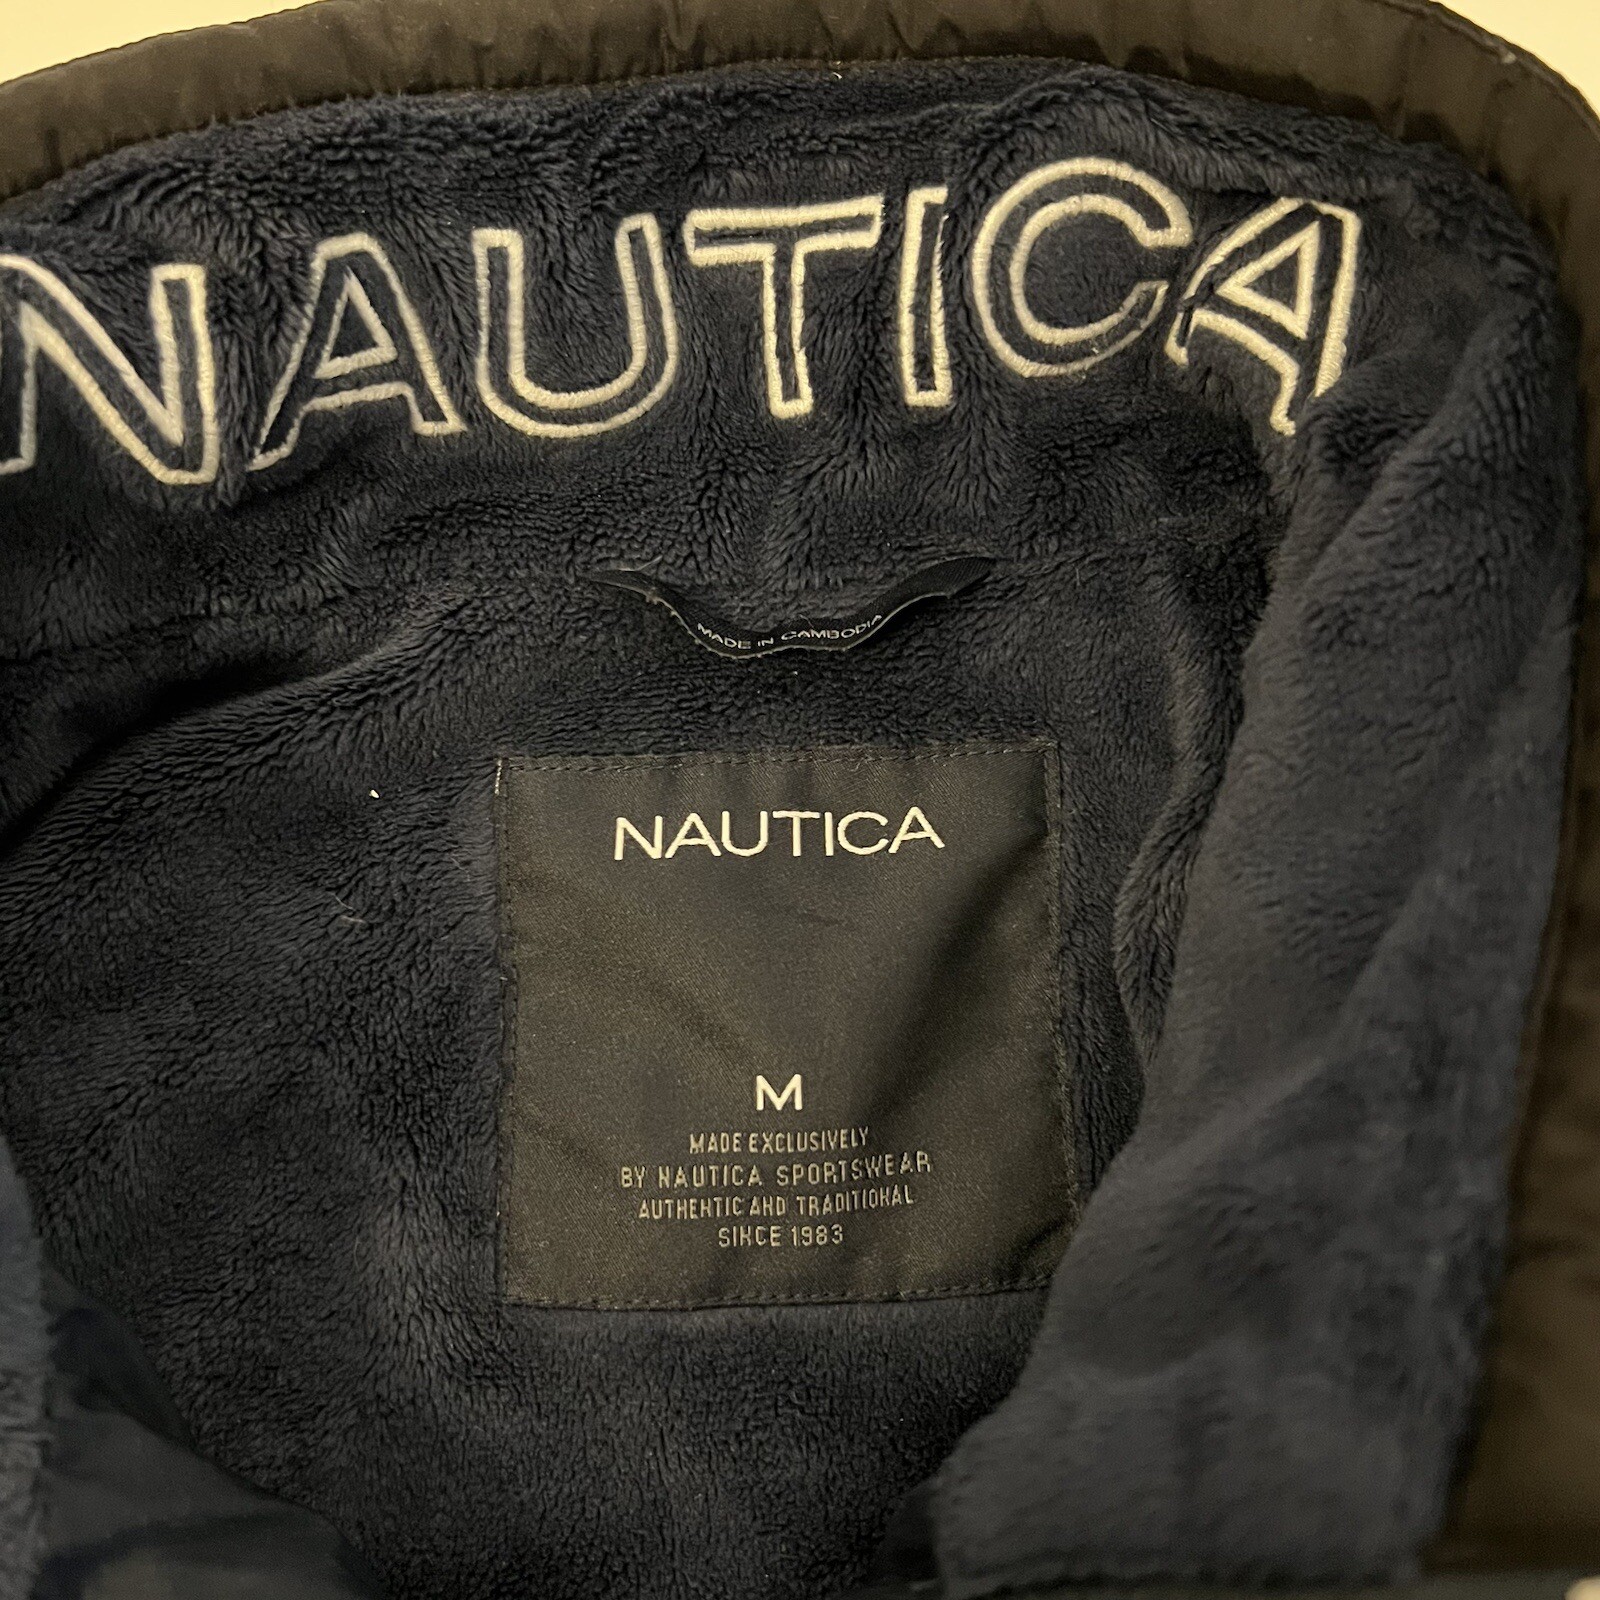 NAUTICA
MADE IN CAMBODIA
NAUTICA
M
MADE EXCLUSIVELY
BY NAUTICA SPORTSWEAR
AUTHENTIC AND TRADITIONAL
SINCE 1983